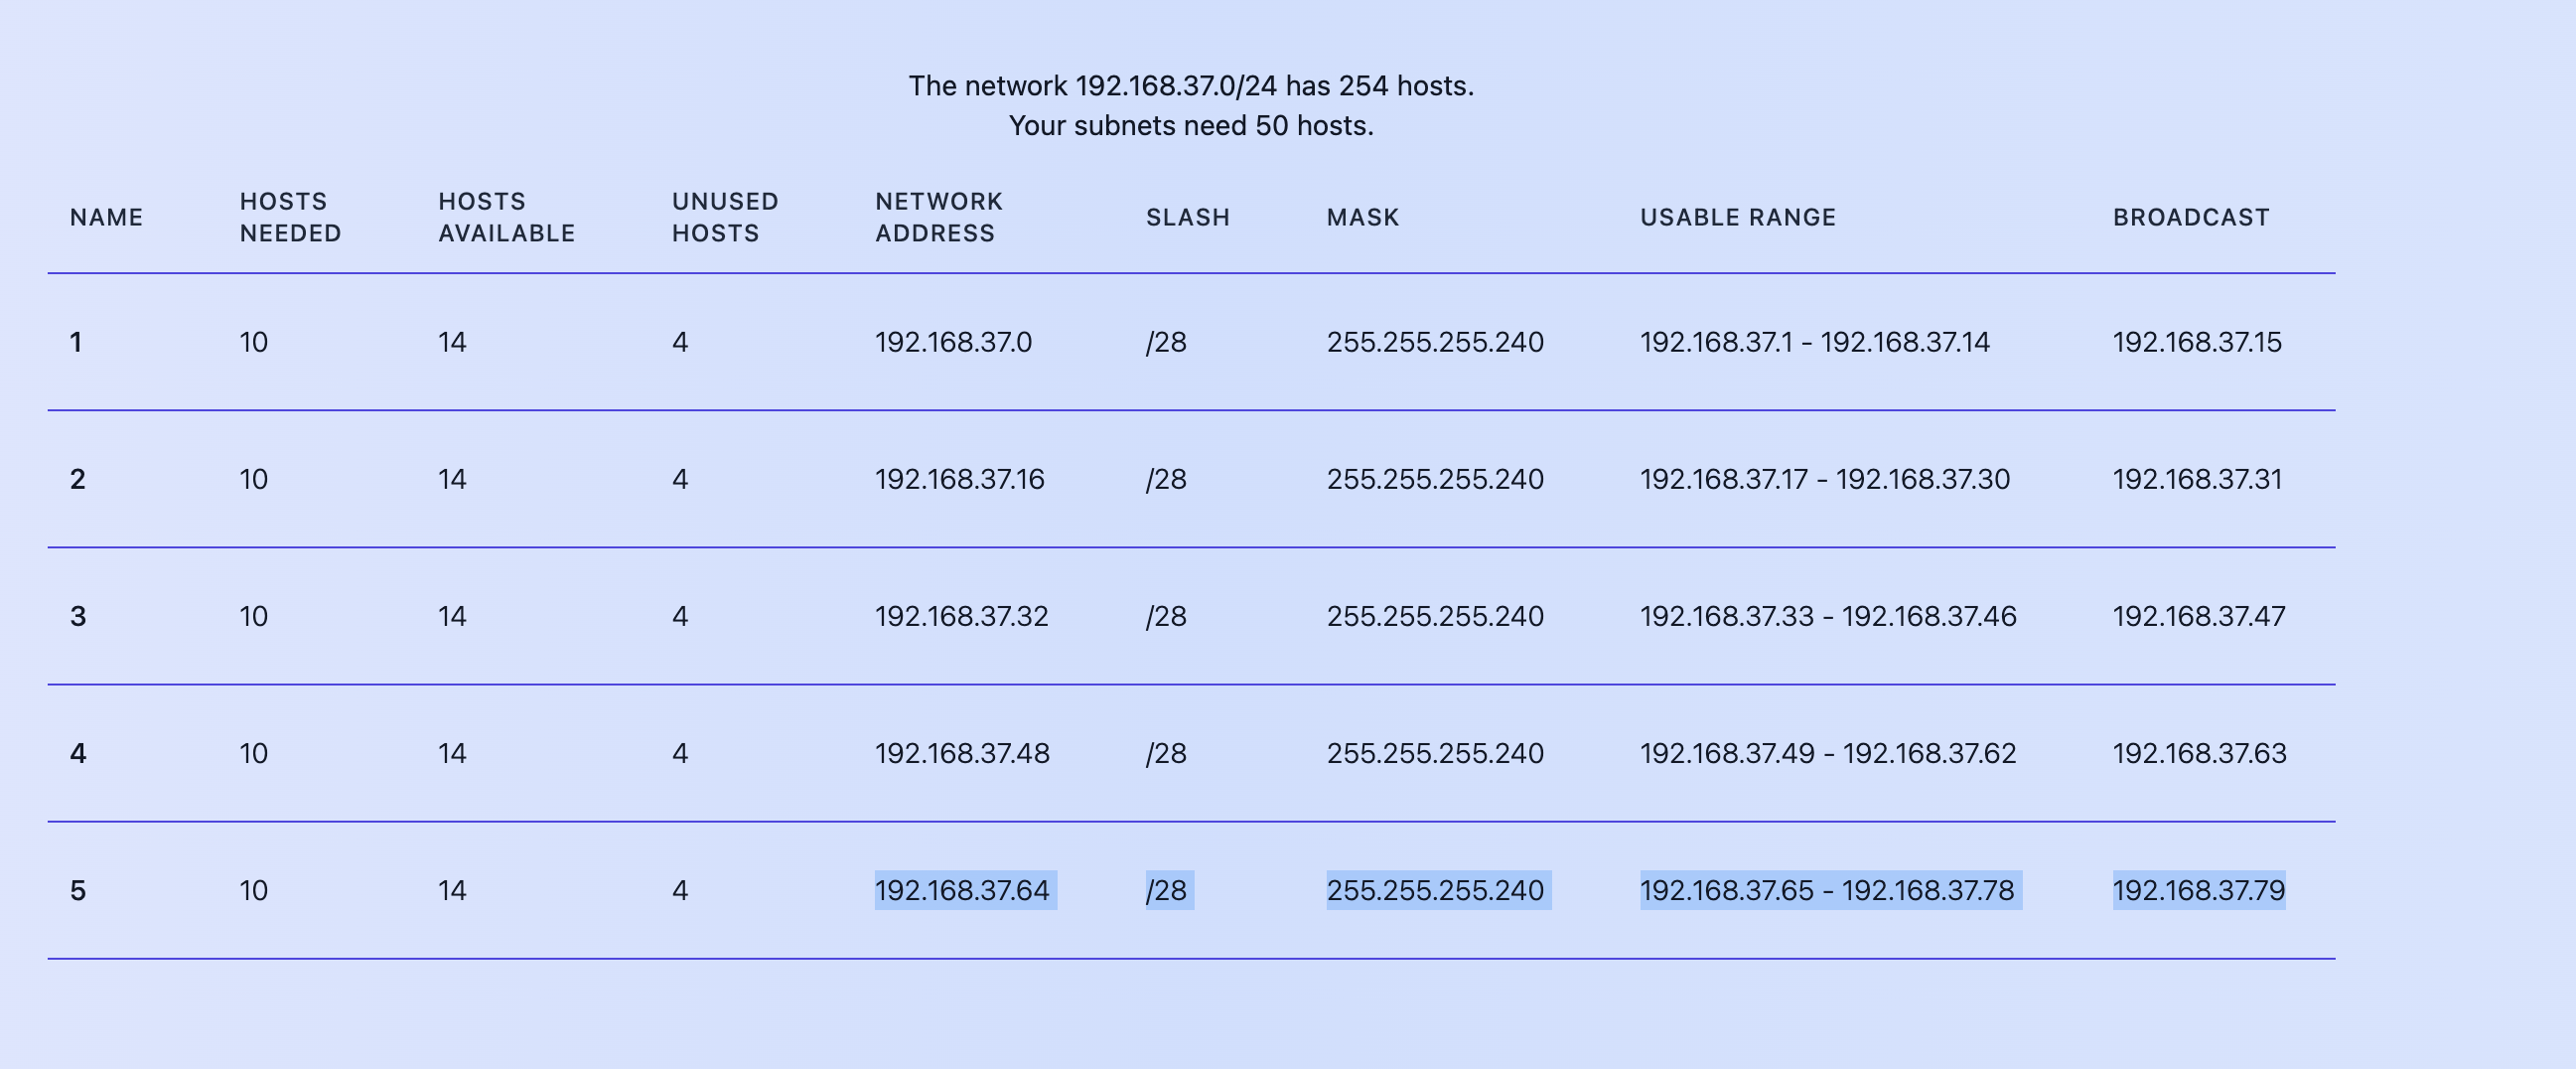 The network 192.168.37.0/24 has 254 hosts.
Your subnets need 50 hosts.
NAME HOSTS NEEDED HOSTS AVAILABLE UNUSED HOSTS NETWORK ADDRESS SLASH MASK USABLE RANGE BROADCAST
1 10 14 4 192.168.37.0 /28 255.255.255.240 192.168.37.1 - 192.168.37.14 192.168.37.15
2 10 14 4 192.168.37.16 /28 255.255.255.240 192.168.37.17 - 192.168.37.30 192.168.37.31
3 10 14 4 192.168.37.32 /28 255.255.255.240 192.168.37.33 - 192.168.37.46 192.168.37.47
4 10 14 4 192.168.37.48 /28 255.255.255.240 192.168.37.49 - 192.168.37.62 192.168.37.63
5 10 14 4 192.168.37.64 /28 255.255.255.240 192.168.37.65 - 192.168.37.78 192.168.37.79